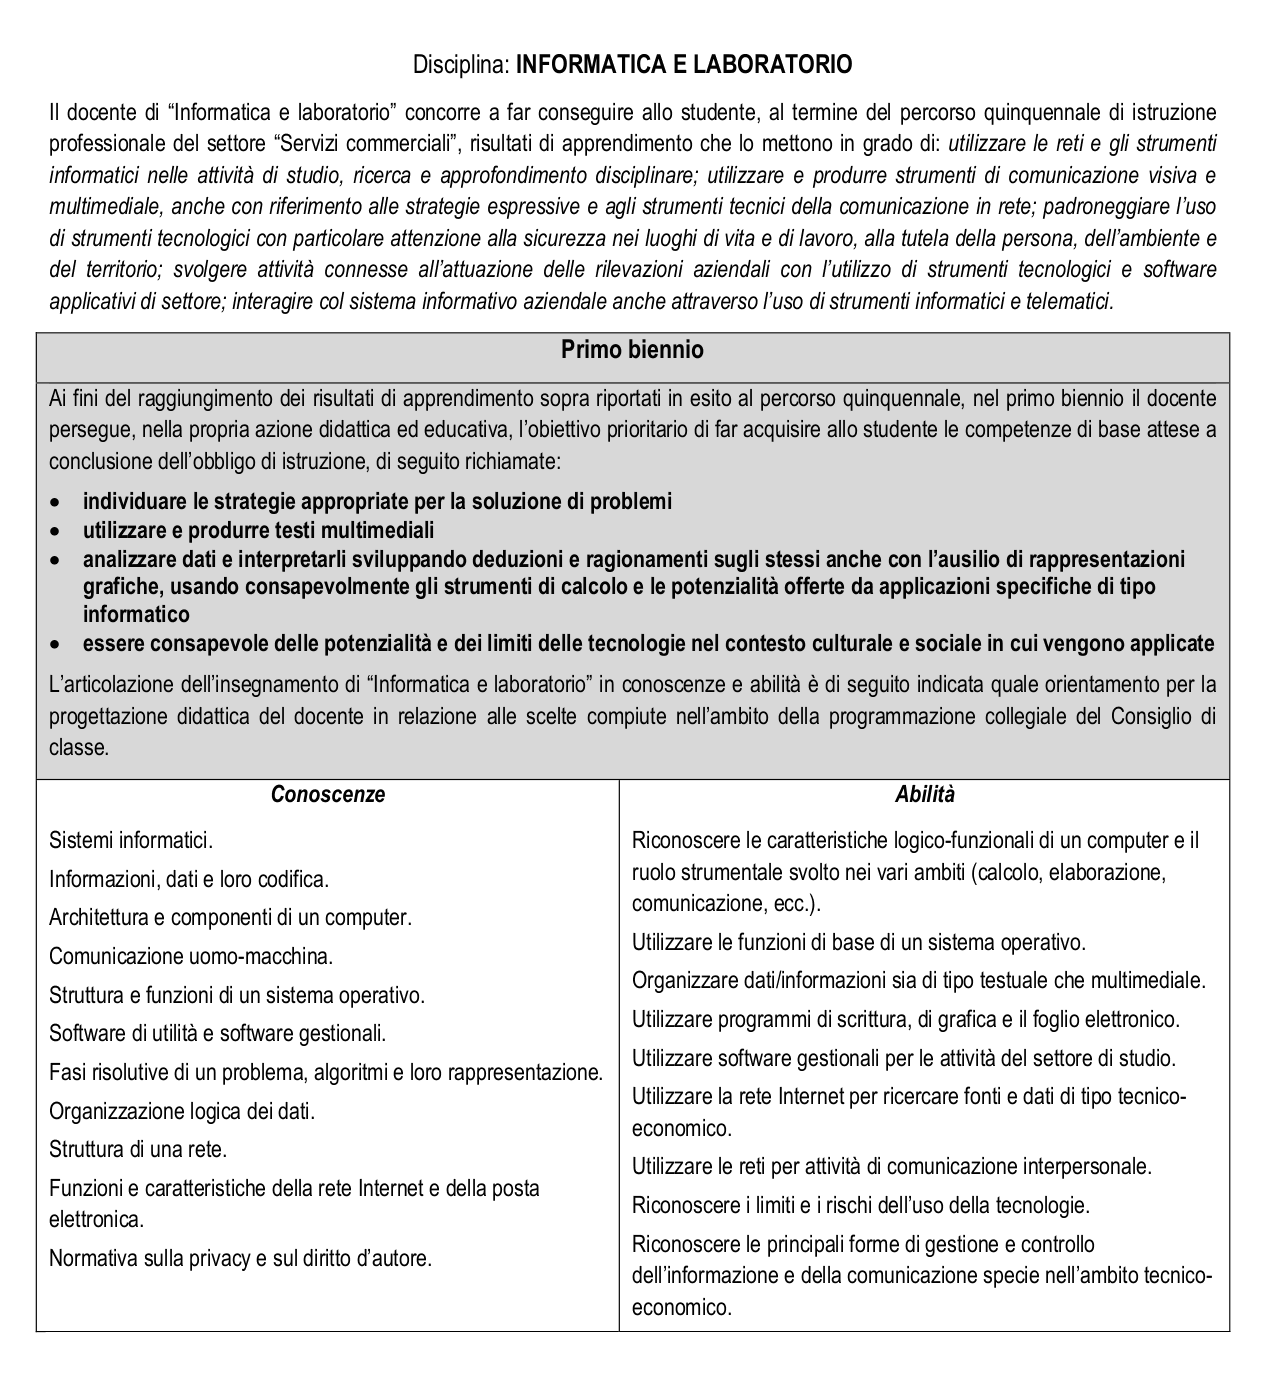 Disciplina: INFORMATICA E LABORATORIO
Il docente di “Informatica e laboratorio” concorre a far conseguire allo studente, al termine del percorso quinquennale di istruzione
professionale del settore “Servizi commerciali”, risultati di apprendimento che lo mettono in grado di: utilizzare le reti e gli strumenti
informatici nelle attività di studio, ricerca e approfondimento disciplinare; utilizzare e produrre strumenti di comunicazione visiva e
multimediale, anche con riferimento alle strategie espressive e agli strumenti tecnici della comunicazione in rete; padroneggiare l’uso
di strumenti tecnologici con particolare attenzione alla sicurezza nei luoghi di vita e di lavoro, alla tutela della persona, dell’ambiente e
del territorio; svolgere attività connesse all’attuazione delle rilevazioni aziendali con l’utilizzo di strumenti tecnologici e software
applicativi di settore; interagire col sistema informativo aziendale anche attraverso l’uso di strumenti informatici e telematici.
Primo biennio
Ai fini del raggiungimento dei risultati di apprendimento sopra riportati in esito al percorso quinquennale, nel primo biennio il docente
persegue, nella propria azione didattica ed educativa, l’obiettivo prioritario di far acquisire allo studente le competenze di base attese a
conclusione dell’obbligo di istruzione, di seguito richiamate:
• individuare le strategie appropriate per la soluzione di problemi
• utilizzare e produrre testi multimediali
• analizzare dati e interpretarli sviluppando deduzioni e ragionamenti sugli stessi anche con l’ausilio di rappresentazioni
grafiche, usando consapevolmente gli strumenti di calcolo e le potenzialità offerte da applicazioni specifiche di tipo
informatico
• essere consapevole delle potenzialità e dei limiti delle tecnologie nel contesto culturale e sociale in cui vengono applicate
L’articolazione dell’insegnamento di “Informatica e laboratorio” in conoscenze e abilità è di seguito indicata quale orientamento per la
progettazione didattica del docente in relazione alle scelte compiute nell’ambito della programmazione collegiale del Consiglio di
classe.
Conoscenze
Sistemi informatici.
Informazioni, dati e loro codifica.
Architettura e componenti di un computer.
Comunicazione uomo-macchina.
Struttura e funzioni di un sistema operativo.
Software di utilità e software gestionali.
Fasi risolutive di un problema, algoritmi e loro rappresentazione.
Organizzazione logica dei dati.
Struttura di una rete.
Funzioni e caratteristiche della rete Internet e della posta
elettronica.
Normativa sulla privacy e sul diritto d’autore.
Abilità
Riconoscere le caratteristiche logico-funzionali di un computer e il
ruolo strumentale svolto nei vari ambiti (calcolo, elaborazione,
comunicazione, ecc.).
Utilizzare le funzioni di base di un sistema operativo.
Organizzare dati/informazioni sia di tipo testuale che multimediale.
Utilizzare programmi di scrittura, di grafica e il foglio elettronico.
Utilizzare software gestionali per le attività del settore di studio.
Utilizzare la rete Internet per ricercare fonti e dati di tipo tecnico-
economico.
Utilizzare le reti per attività di comunicazione interpersonale.
Riconoscere i limiti e i rischi dell’uso della tecnologie.
Riconoscere le principali forme di gestione e controllo
dell’informazione e della comunicazione specie nell’ambito tecnico-
economico.